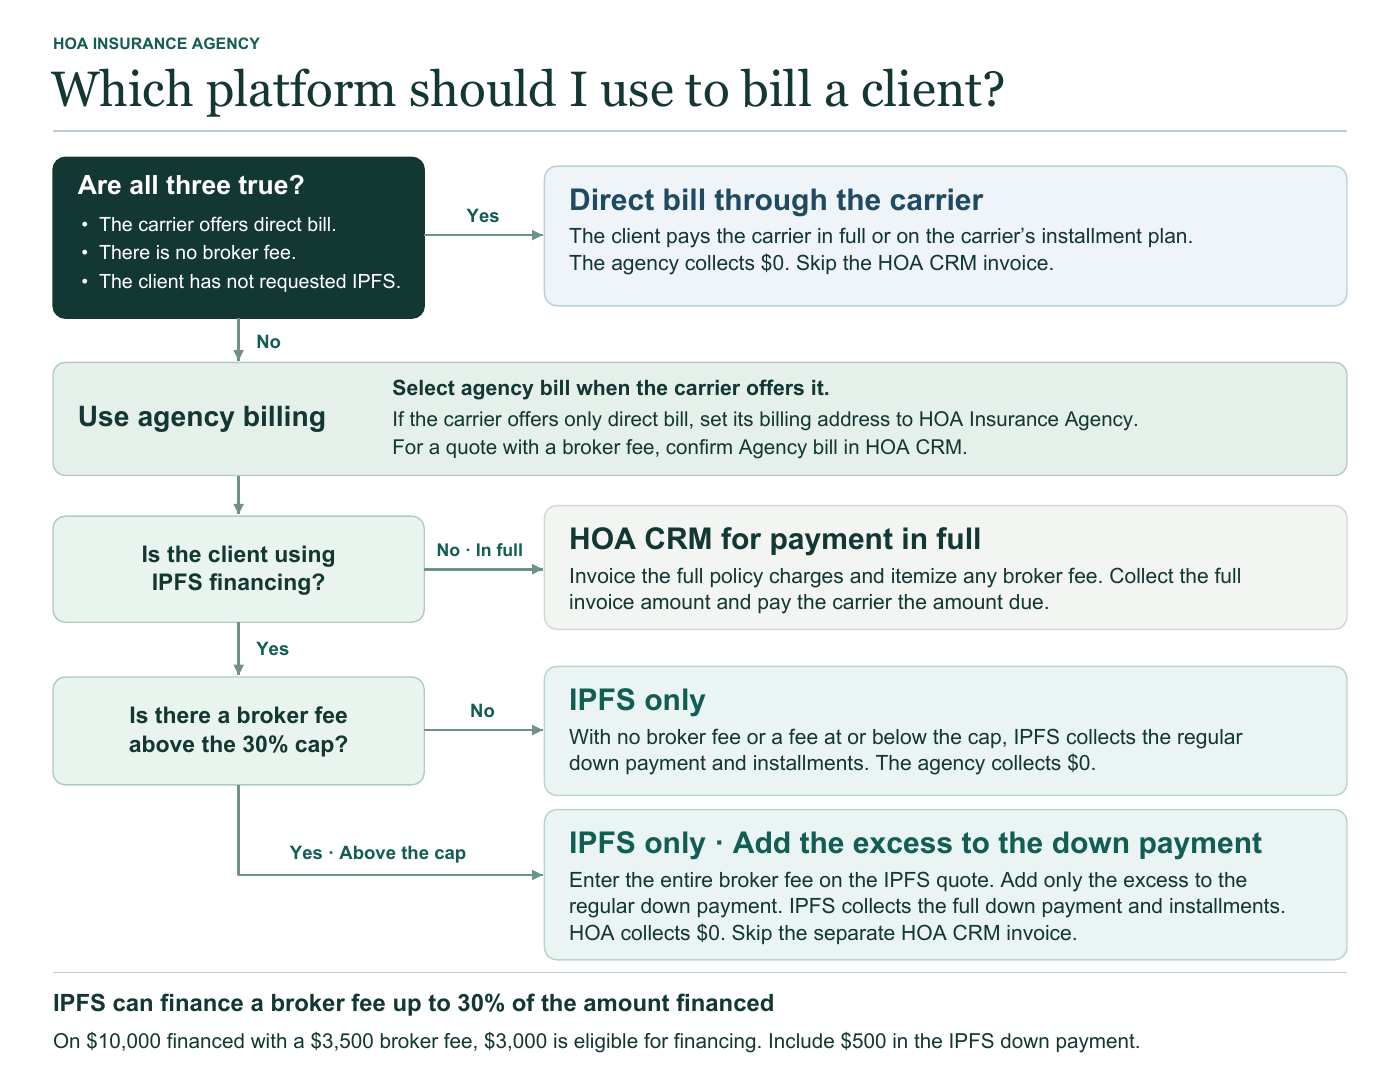 HOA INSURANCE AGENCY
Which platform should I use to bill a client?
Are all three true?
• The carrier offers direct bill.
• There is no broker fee.
• The client has not requested IPFS.
Yes
Direct bill through the carrier
The client pays the carrier in full or on the carrier’s installment plan.
The agency collects $0. Skip the HOA CRM invoice.
No
Use agency billing
Select agency bill when the carrier offers it.
If the carrier offers only direct bill, set its billing address to HOA Insurance Agency.
For a quote with a broker fee, confirm Agency bill in HOA CRM.
Is the client using
IPFS financing?
No · In full
HOA CRM for payment in full
Invoice the full policy charges and itemize any broker fee. Collect the full
invoice amount and pay the carrier the amount due.
Yes
Is there a broker fee
above the 30% cap?
No
IPFS only
With no broker fee or a fee at or below the cap, IPFS collects the regular
down payment and installments. The agency collects $0.
Yes · Above the cap
IPFS only · Add the excess to the down payment
Enter the entire broker fee on the IPFS quote. Add only the excess to the
regular down payment. IPFS collects the full down payment and installments.
HOA collects $0. Skip the separate HOA CRM invoice.
IPFS can finance a broker fee up to 30% of the amount financed
On $10,000 financed with a $3,500 broker fee, $3,000 is eligible for financing. Include $500 in the IPFS down payment.